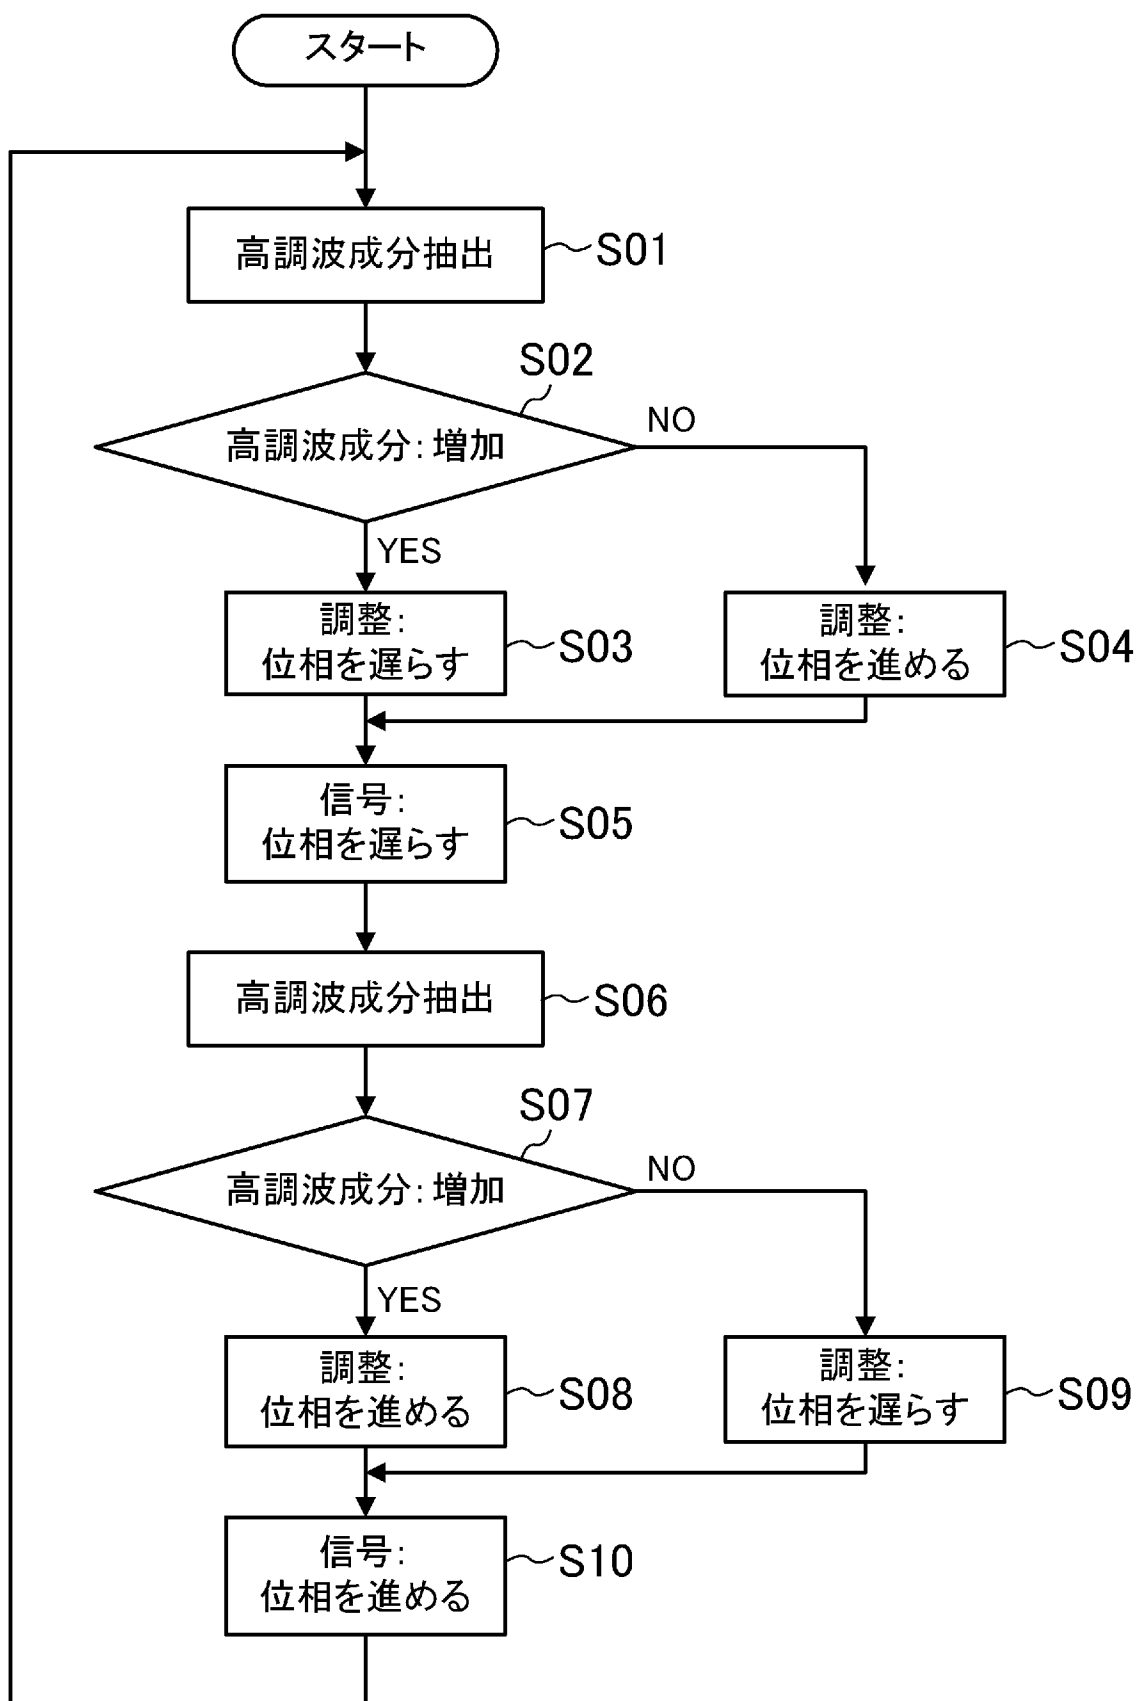 スタート
高調波成分抽出
S01
S02
高調波成分:増加
NO
YES
調整:
位相を遅らす
S03
調整:
位相を進める
S04
信号:
位相を遅らす
S05
高調波成分抽出
S06
S07
高調波成分:増加
NO
YES
調整:
位相を進める
S08
調整:
位相を遅らす
S09
信号:
位相を進める
S10